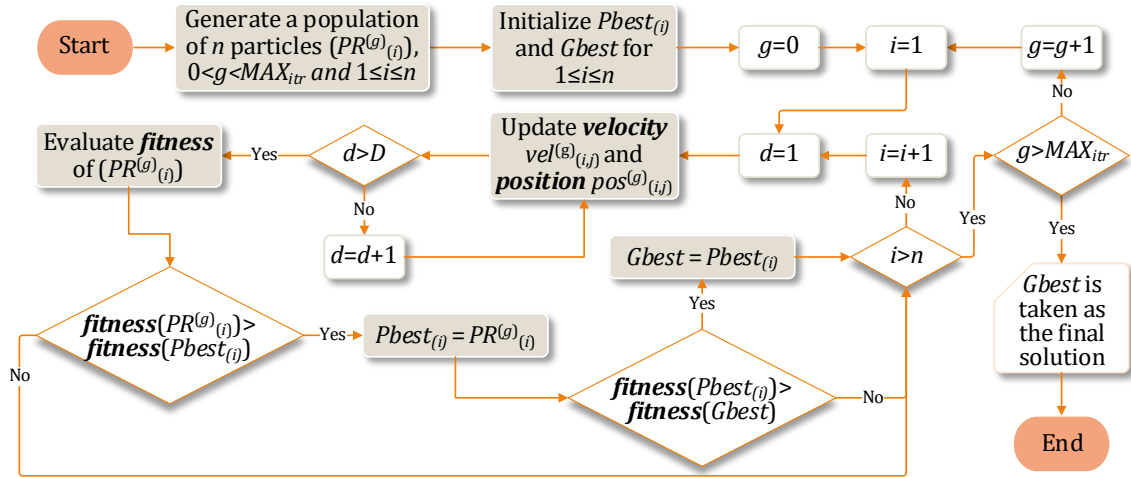 Start
Generate a population
of n particles (PR⁽ᵍ⁾₍ᵢ₎),
0<g<MAXᵢₜᵣ and 1≤i≤n
Initialize Pbest₍ᵢ₎
and Gbest for
1≤i≤n
g=0
i=1
g=g+1
No
Evaluate fitness
of (PR⁽ᵍ⁾₍ᵢ₎)
Yes
d>D
No
d=d+1
Update velocity
vel⁽ᵍ⁾₍ᵢ,ⱼ₎ and
position pos⁽ᵍ⁾₍ᵢ,ⱼ₎
d=1
i=i+1
No
g>MAXᵢₜᵣ
Yes
Yes
Gbest = Pbest₍ᵢ₎
i>n
Yes
fitness(PR⁽ᵍ⁾₍ᵢ₎)>
fitness(Pbest₍ᵢ₎)
No
Yes
Pbest₍ᵢ₎ = PR⁽ᵍ⁾₍ᵢ₎
fitness(Pbest₍ᵢ₎)>
fitness(Gbest)
No
Gbest is
taken as
the final
solution
End